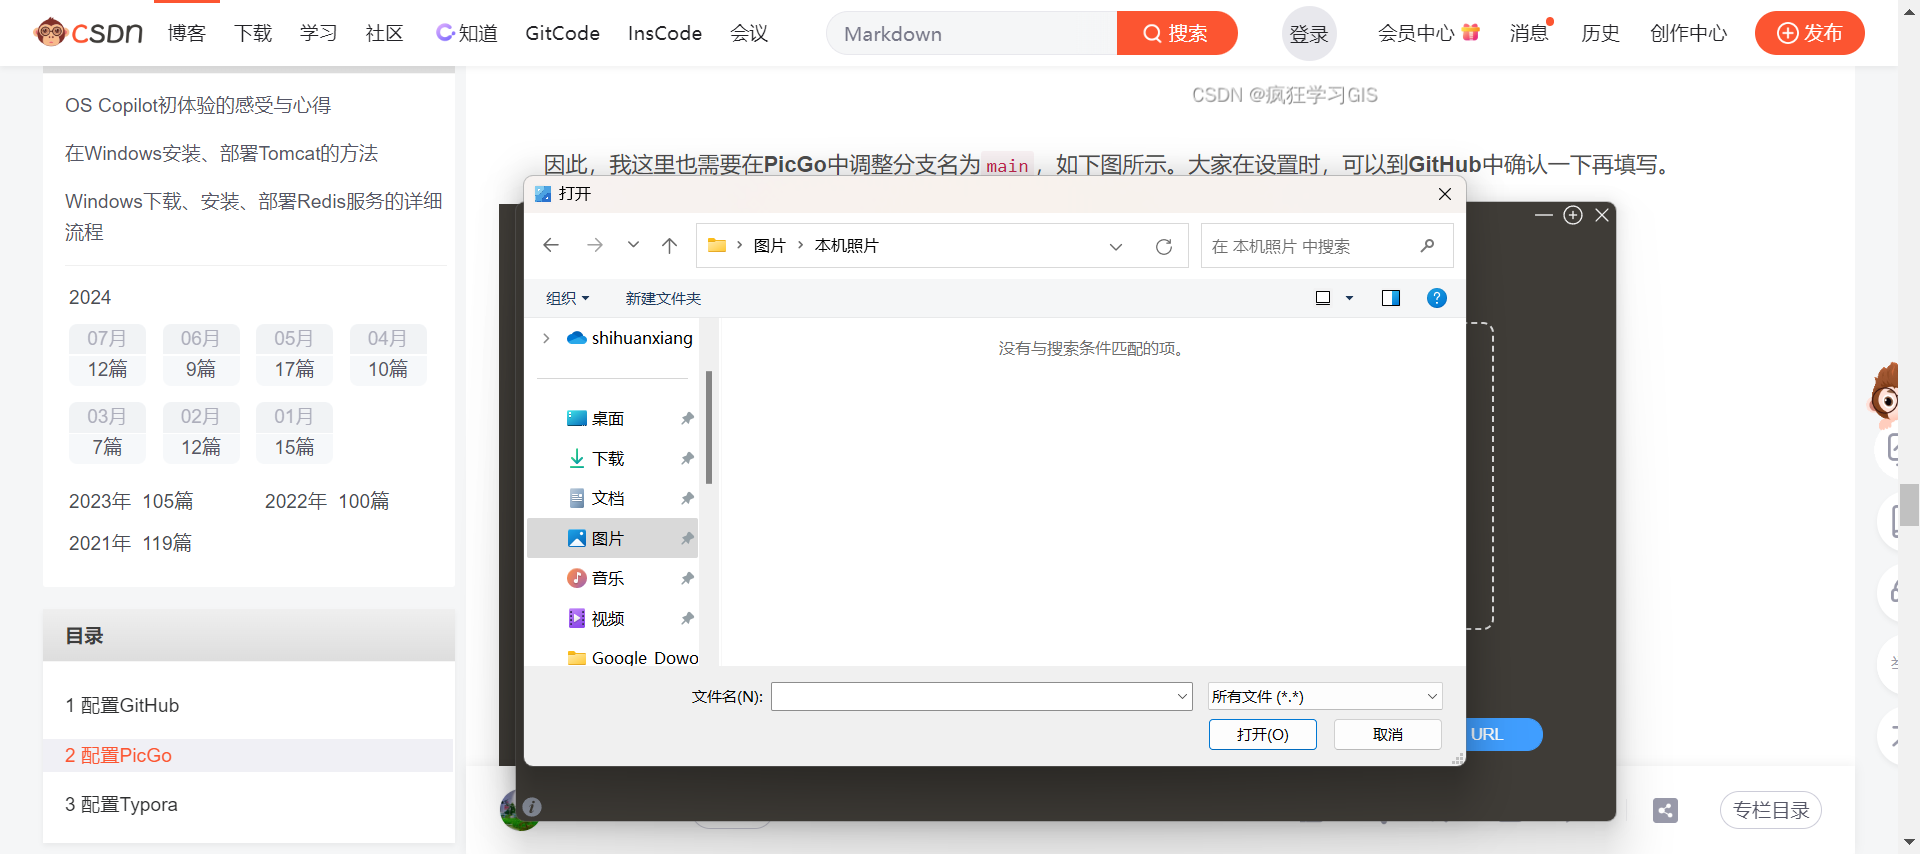 CSDN 博客 下载 学习 社区 知道 GitCode InsCode 会议 Markdown 搜索 登录 会员中心 消息 历史 创作中心 发布
OS Copilot初体验的感受与心得
在Windows安装、部署Tomcat的方法
Windows下载、安装、部署Redis服务的详细
流程
2024
07月 06月 05月 04月
12篇 9篇 17篇 10篇
03月 02月 01月
7篇 12篇 15篇
2023年 105篇 2022年 100篇
2021年 119篇
目录
1 配置GitHub
2 配置PicGo
3 配置Typora
CSDN @疯狂学习GIS
因此，我这里也需要在PicGo中调整分支名为main，如下图所示。大家在设置时，可以到GitHub中确认一下再填写。
打开
图片 本机照片
在 本机照片 中搜索
组织 新建文件夹
shihuanxiang
没有与搜索条件匹配的项。
桌面
下载
文档
图片
音乐
视频
Google Dowo
文件名(N):
所有文件 (*.*)
打开(O) 取消
URL
专栏目录